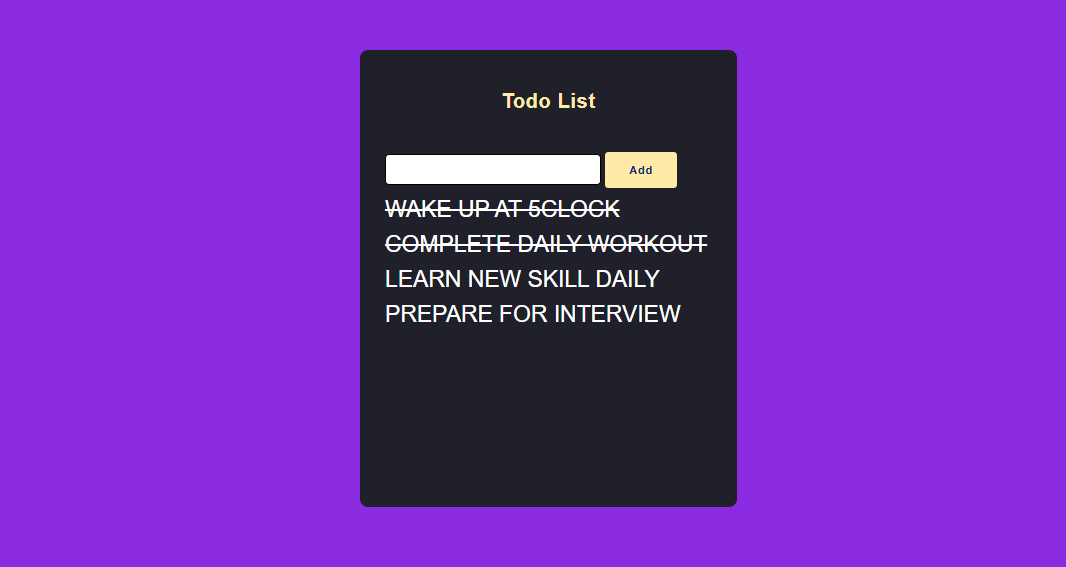 Todo List
Add
WAKE UP AT 5CLOCK
COMPLETE DAILY WORKOUT
LEARN NEW SKILL DAILY
PREPARE FOR INTERVIEW